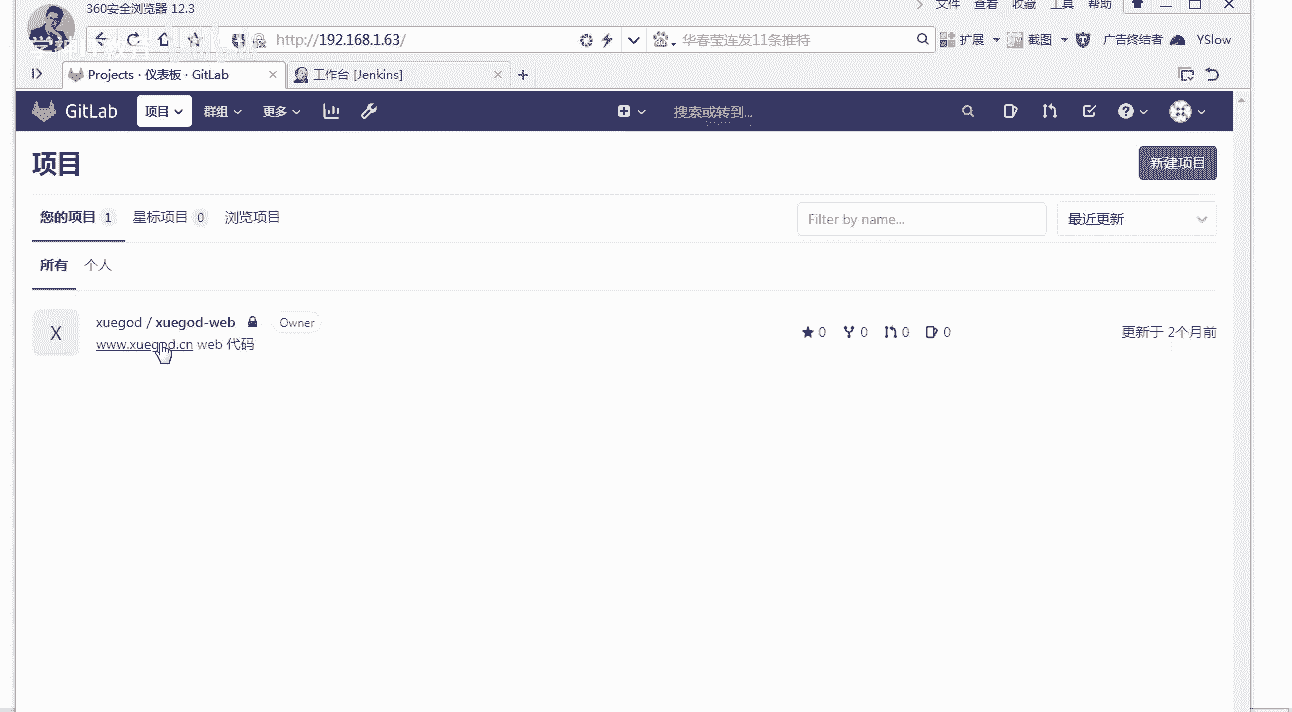 360安全浏览器 12.3
文件 查看 收藏 工具 帮助
http://192.168.1.63/
华春莹连发11条推特
扩展 截图 广告终结者 YSlow
Projects · 仪表板 · GitLab
工作台 [Jenkins]
GitLab 项目 群组 更多 搜索或转到...
项目
新建项目
您的项目 1 星标项目 0 浏览项目
Filter by name...
最近更新
所有 个人
X
xuegod / xuegod-web Owner
www.xuegod.cn web 代码
0 0 0 0
更新于 2个月前